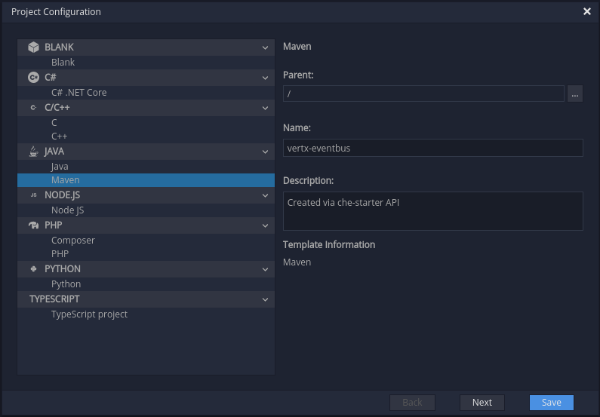 Project Configuration
BLANK
Blank
C#
C# .NET Core
C/C++
C
C++
JAVA
Java
Maven
NODE.JS
Node JS
PHP
Composer
PHP
PYTHON
Python
TYPESCRIPT
TypeScript project
Maven
Parent:
/
...
Name:
vertx-eventbus
Description:
Created via che-starter API
Template Information
Maven
Back
Next
Save